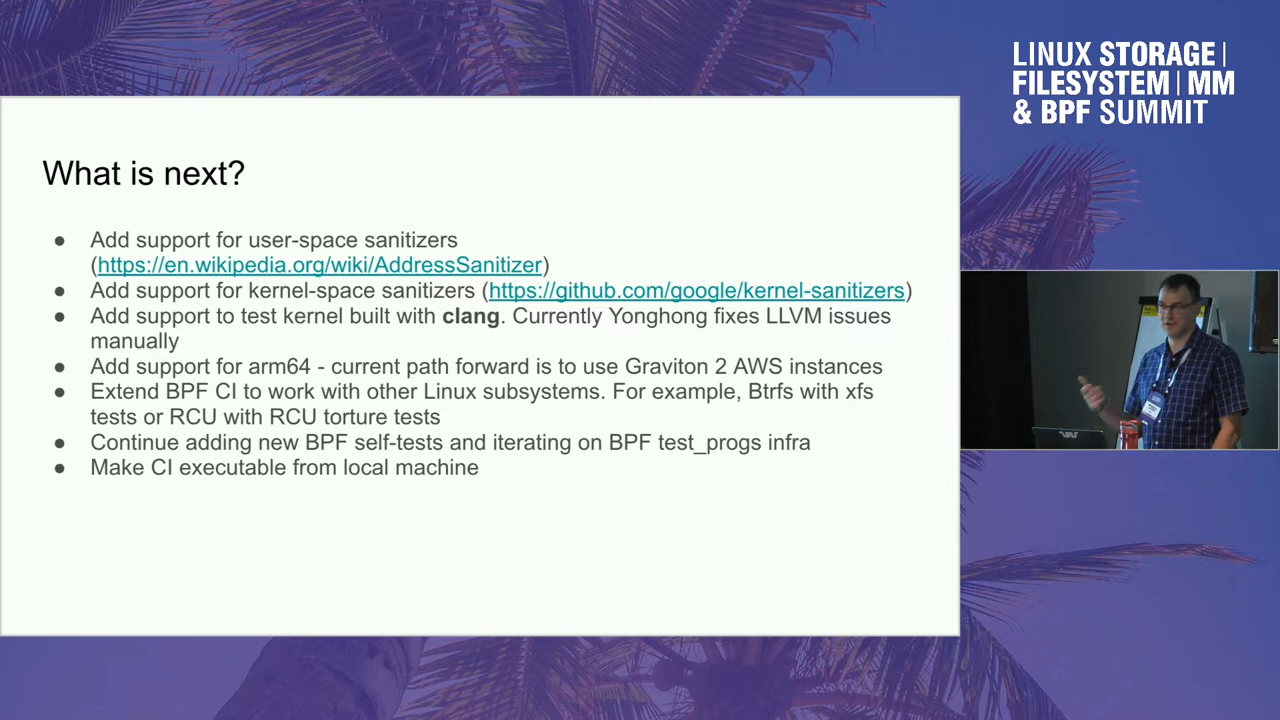 LINUX STORAGE |
FILESYSTEM | MM
& BPF SUMMIT
What is next?
● Add support for user-space sanitizers
(https://en.wikipedia.org/wiki/AddressSanitizer)
● Add support for kernel-space sanitizers (https://github.com/google/kernel-sanitizers)
● Add support to test kernel built with clang. Currently Yonghong fixes LLVM issues
manually
● Add support for arm64 - current path forward is to use Graviton 2 AWS instances
● Extend BPF CI to work with other Linux subsystems. For example, Btrfs with xfs
tests or RCU with RCU torture tests
● Continue adding new BPF self-tests and iterating on BPF test_progs infra
● Make CI executable from local machine